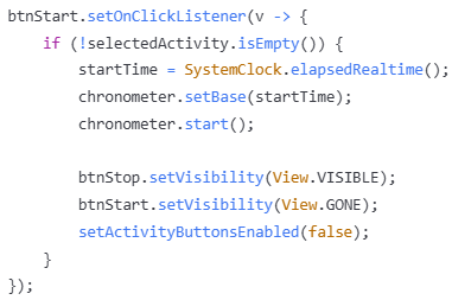 btnStart.setOnClickListener(v -> {
    if (!selectedActivity.isEmpty()) {
        startTime = SystemClock.elapsedRealtime();
        chronometer.setBase(startTime);
        chronometer.start();

        btnStop.setVisibility(View.VISIBLE);
        btnStart.setVisibility(View.GONE);
        setActivityButtonsEnabled(false);
    }
});